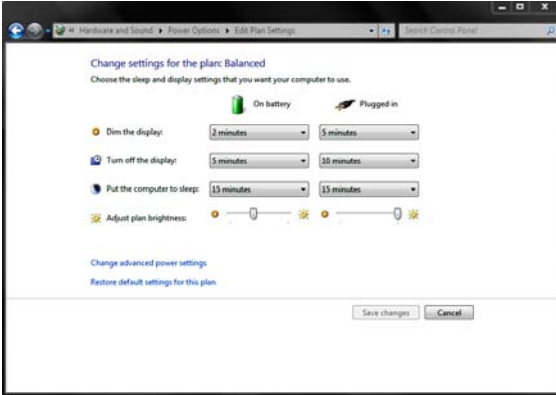 Hardware and Sound ▸ Power Options ▸ Edit Plan Settings
Search Control Panel
Change settings for the plan: Balanced
Choose the sleep and display settings that you want your computer to use.
On battery Plugged in
Dim the display: 2 minutes 5 minutes
Turn off the display: 5 minutes 10 minutes
Put the computer to sleep: 15 minutes 15 minutes
Adjust plan brightness:
Change advanced power settings
Restore default settings for this plan
Save changes Cancel